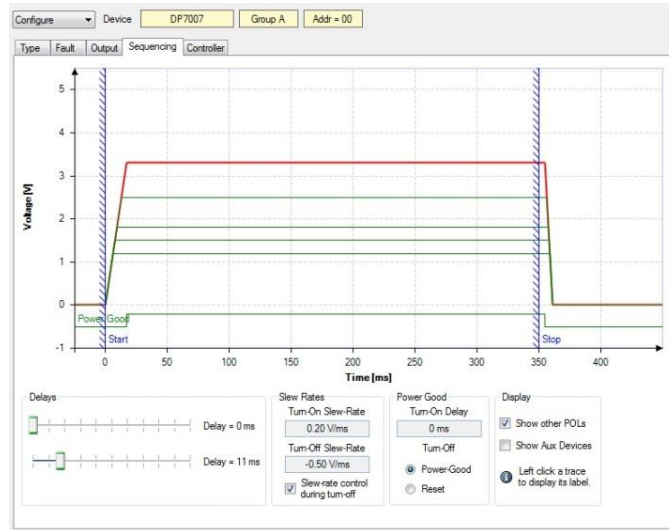 Configure Device DP7007 Group A Addr = 00
Type Fault Output Sequencing Controller
5
4
3
2
1
0
-1
Voltage [V]
Power Good
Start
Stop
0 50 100 150 200 250 300 350 400
Time [ms]
Delays
Delay = 0 ms
Delay = 11 ms
Slew Rates
Turn-On Slew-Rate
0.20 V/ms
Turn-Off Slew-Rate
-0.50 V/ms
Slew-rate control
during turn-off
Power Good
Turn-On Delay
0 ms
Turn-Off
Power-Good
Reset
Display
Show other POLs
Show Aux Devices
Left click a trace
to display its label.